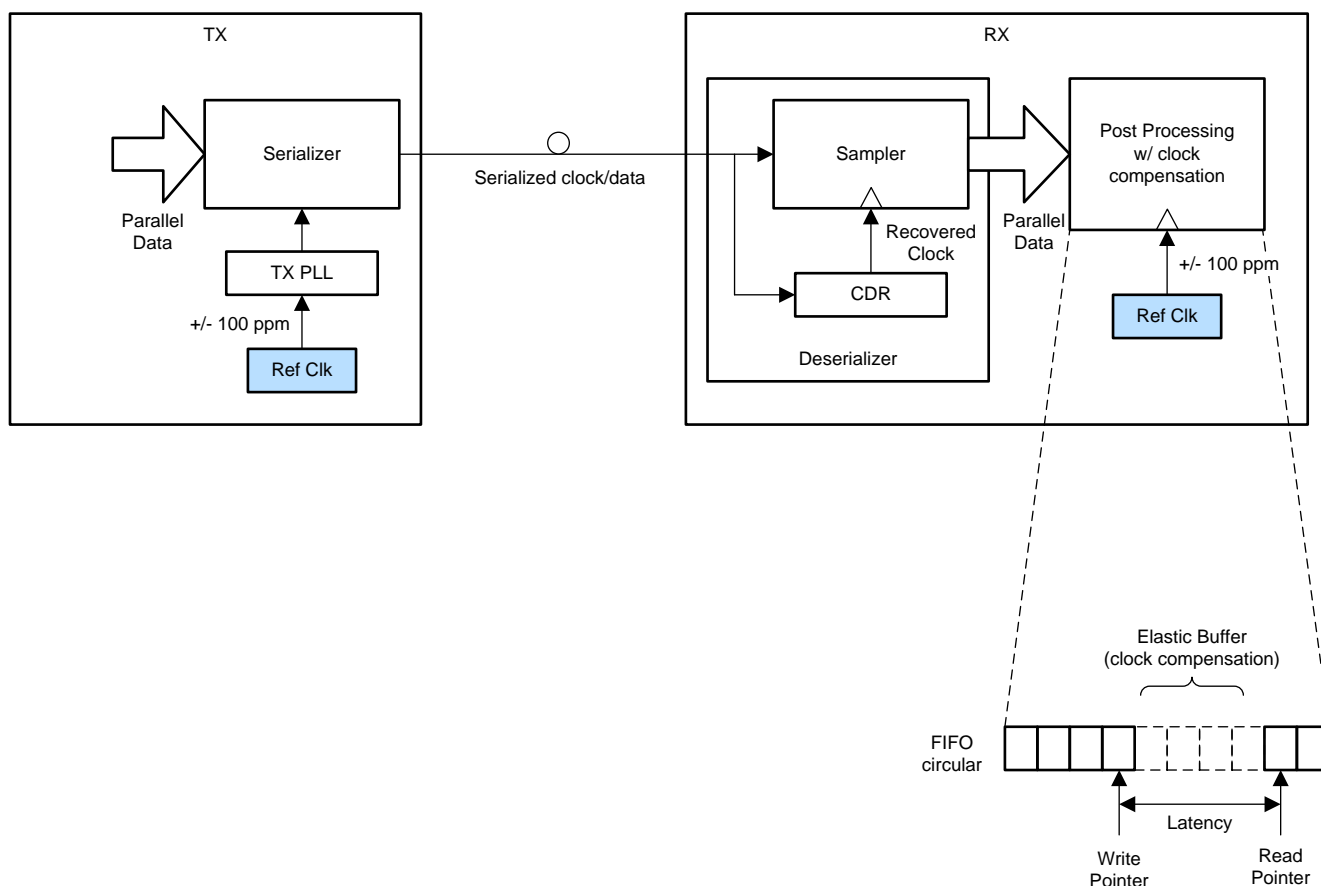 TX
RX
Serializer
Parallel
Data
TX PLL
+/- 100 ppm
Ref Clk
Serialized clock/data
Sampler
Recovered
Clock
CDR
Deserializer
Parallel
Data
Post Processing
w/ clock
compensation
+/- 100 ppm
Ref Clk
Elastic Buffer
(clock compensation)
FIFO
circular
Latency
Write
Pointer
Read
Pointer